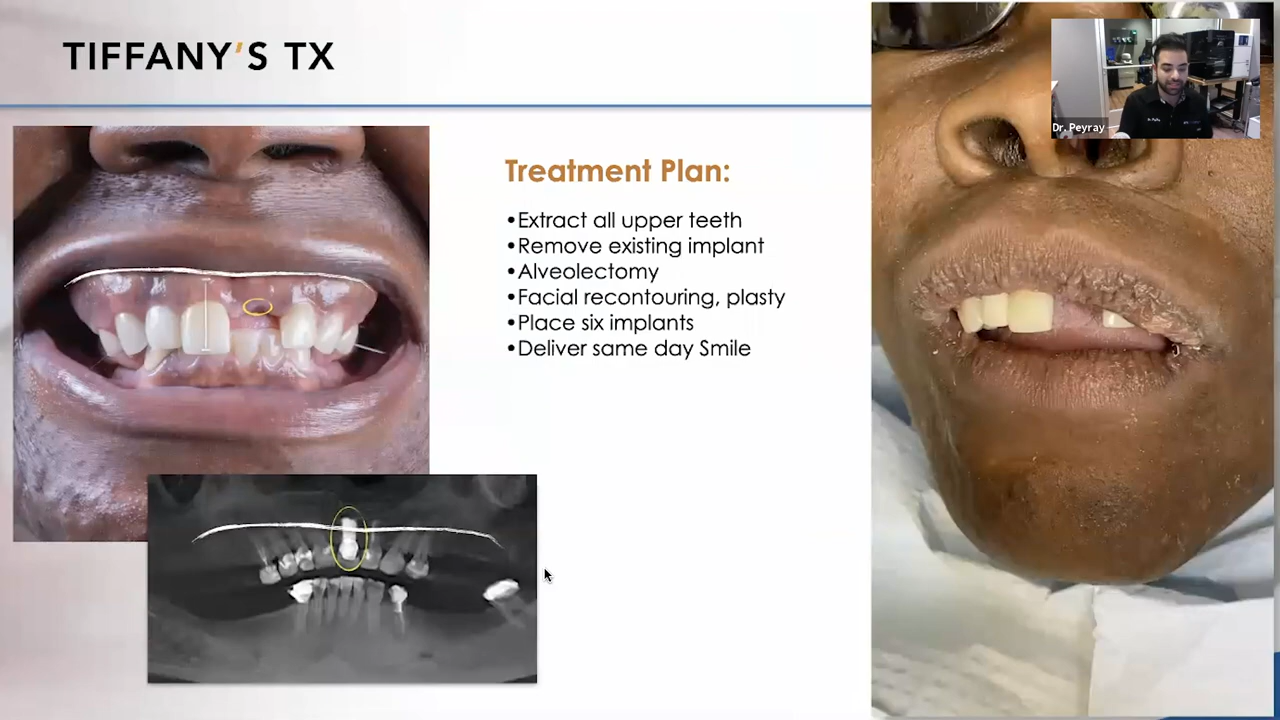 TIFFANY'S TX
Treatment Plan:
•Extract all upper teeth
•Remove existing implant
•Alveolectomy
•Facial recontouring, plasty
•Place six implants
•Deliver same day Smile
Dr. Peyray